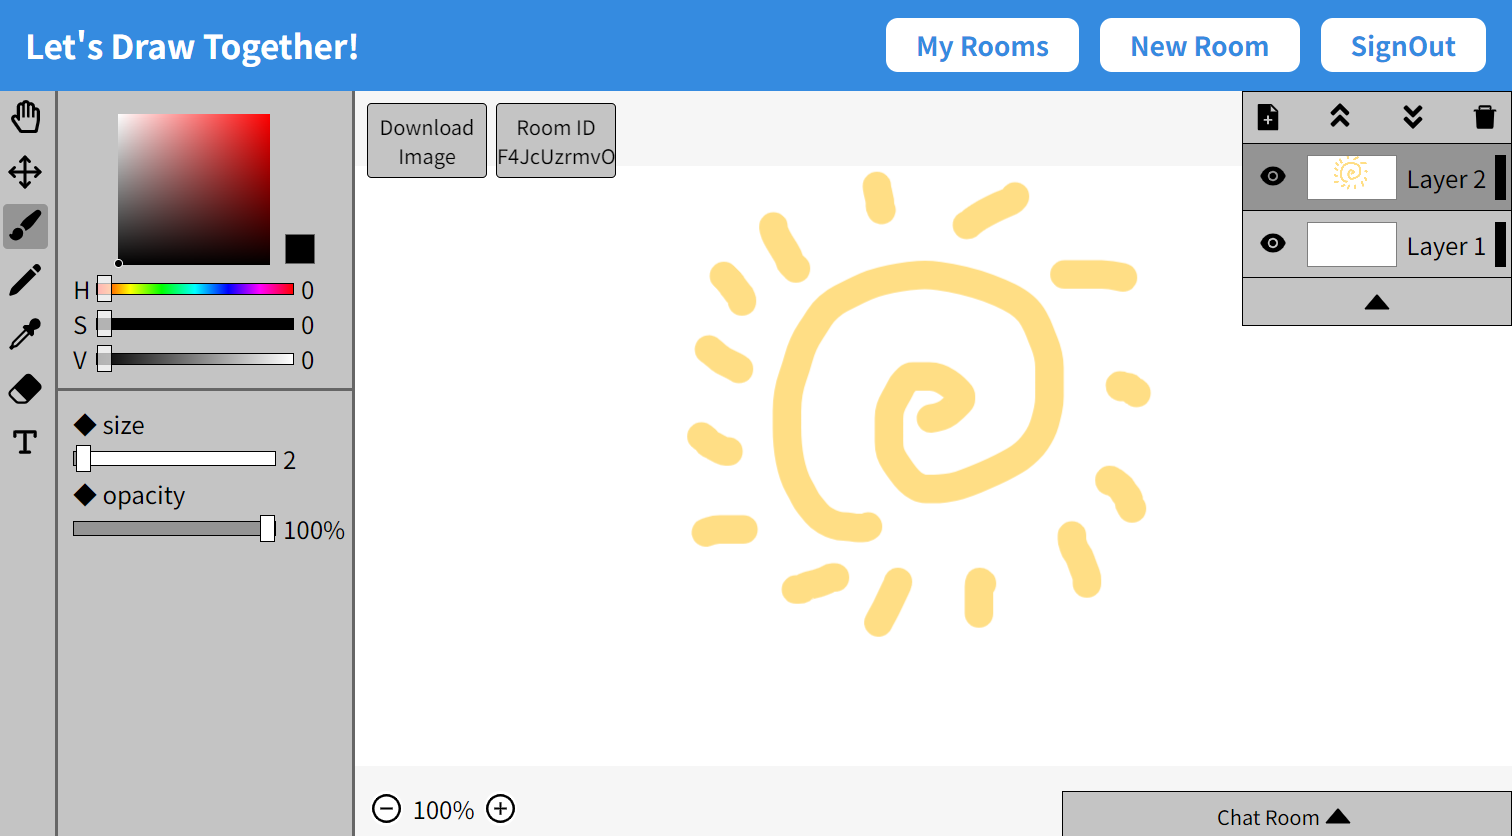 Let's Draw Together!
My Rooms
New Room
SignOut
H 0
S 0
V 0
size
2
opacity
100%
Download
Image
Room ID
F4JcUzrmvO
Layer 2
Layer 1
100%
Chat Room